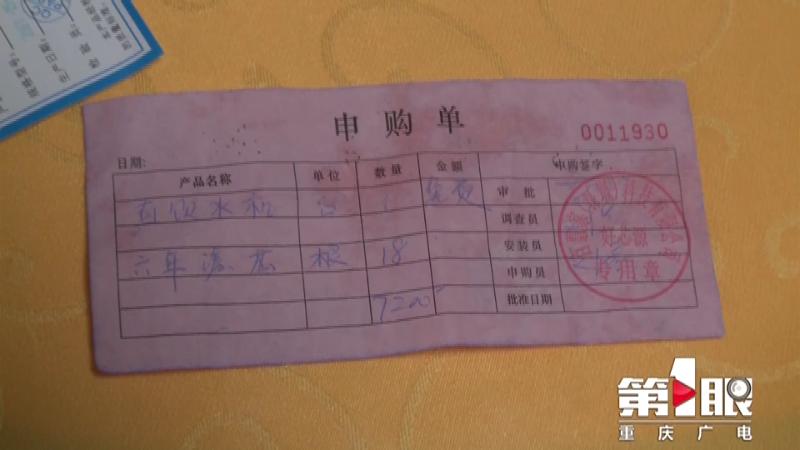 申购单
0011930
日期:
产品名称 单位 数量 金额 申购签字
直饮水机 台 1 免费 审批
调查员
安装员
六年滤芯 根 18
申购员
7200
批准日期
好芯源
专用章
第1眼
重庆广电